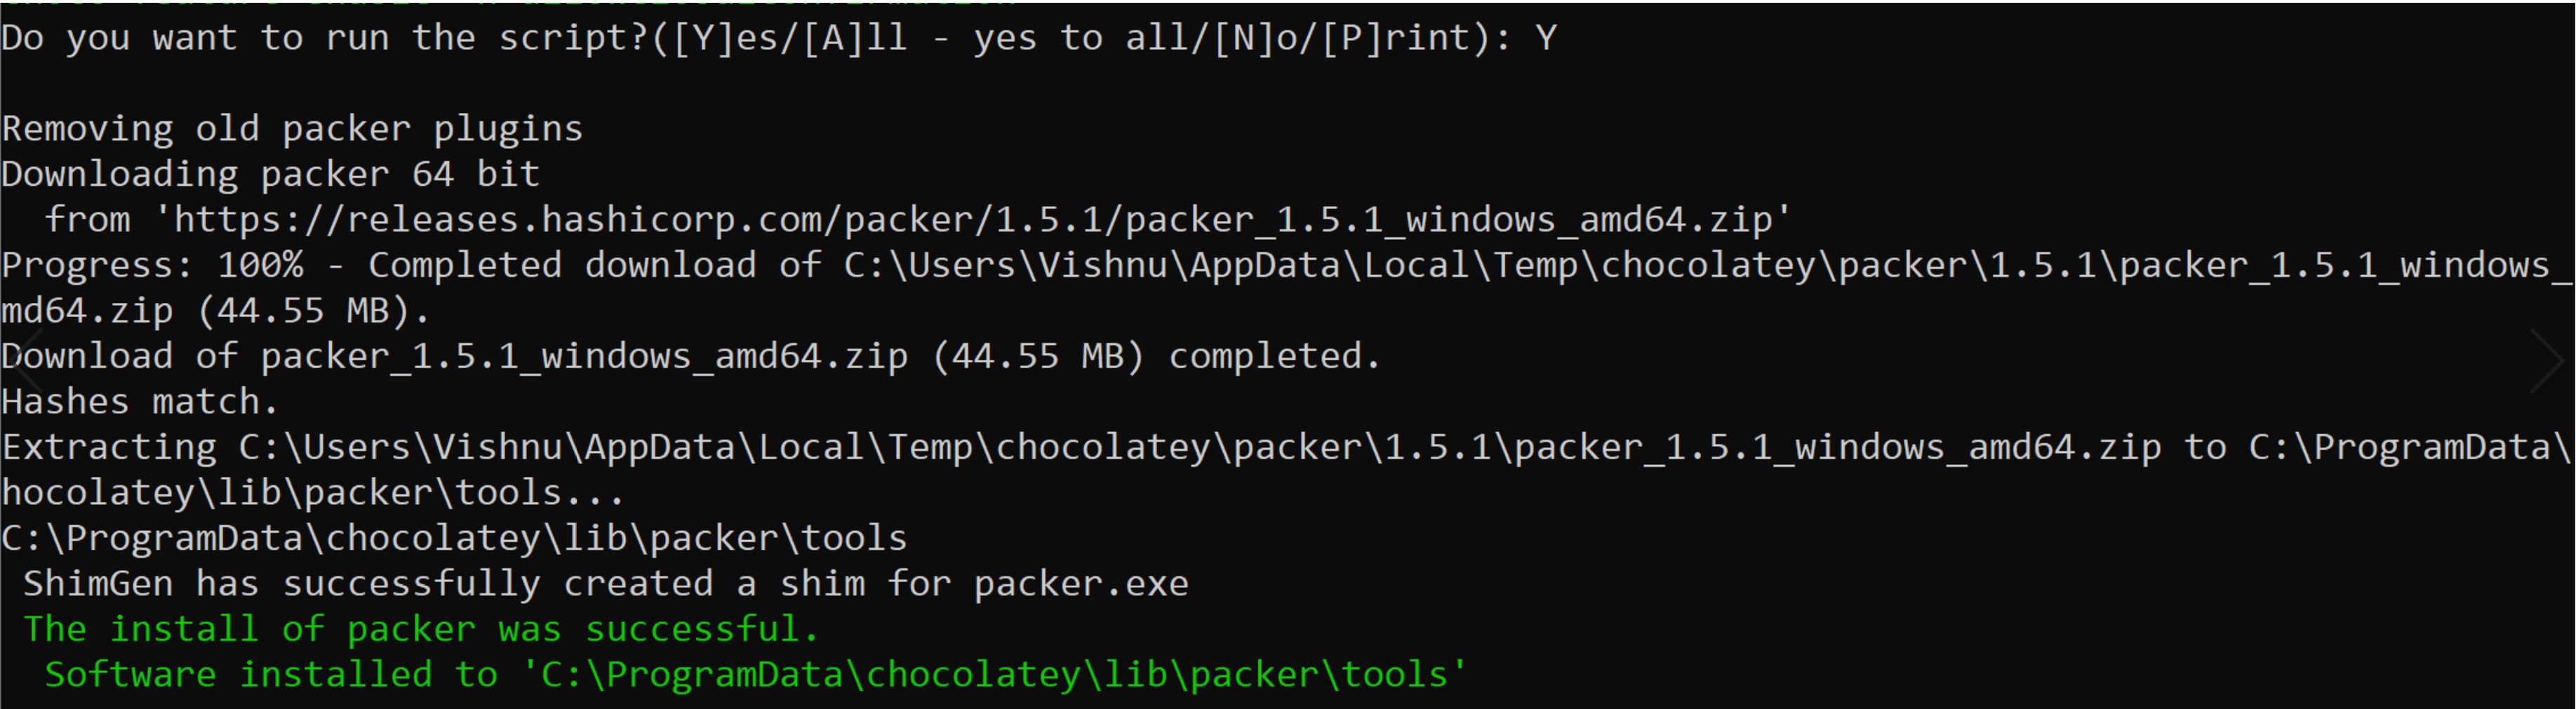 Do you want to run the script?([Y]es/[A]ll - yes to all/[N]o/[P]rint): Y
Removing old packer plugins
Downloading packer 64 bit
from 'https://releases.hashicorp.com/packer/1.5.1/packer_1.5.1_windows_amd64.zip'
Progress: 100% - Completed download of C:\Users\Vishnu\AppData\Local\Temp\chocolatey\packer\1.5.1\packer_1.5.1_windows_
md64.zip (44.55 MB).
Download of packer_1.5.1_windows_amd64.zip (44.55 MB) completed.
Hashes match.
Extracting C:\Users\Vishnu\AppData\Local\Temp\chocolatey\packer\1.5.1\packer_1.5.1_windows_amd64.zip to C:\ProgramData\
hocolatey\lib\packer\tools...
C:\ProgramData\chocolatey\lib\packer\tools
ShimGen has successfully created a shim for packer.exe
The install of packer was successful.
Software installed to 'C:\ProgramData\chocolatey\lib\packer\tools'